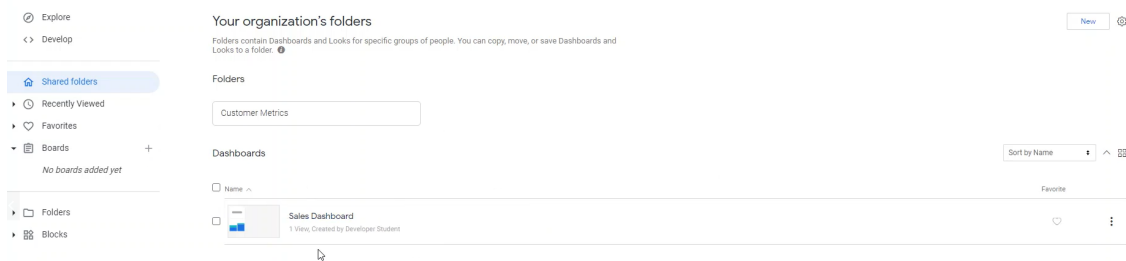 Explore
Develop
Shared folders
Recently Viewed
Favorites
Boards
No boards added yet
Folders
Blocks
Your organization's folders
New
Folders contain Dashboards and Looks for specific groups of people. You can copy, move, or save Dashboards and
Looks to a folder.
Folders
Customer Metrics
Dashboards
Sort by Name
Name
Favorite
Sales Dashboard
1 View, Created by Developer Student